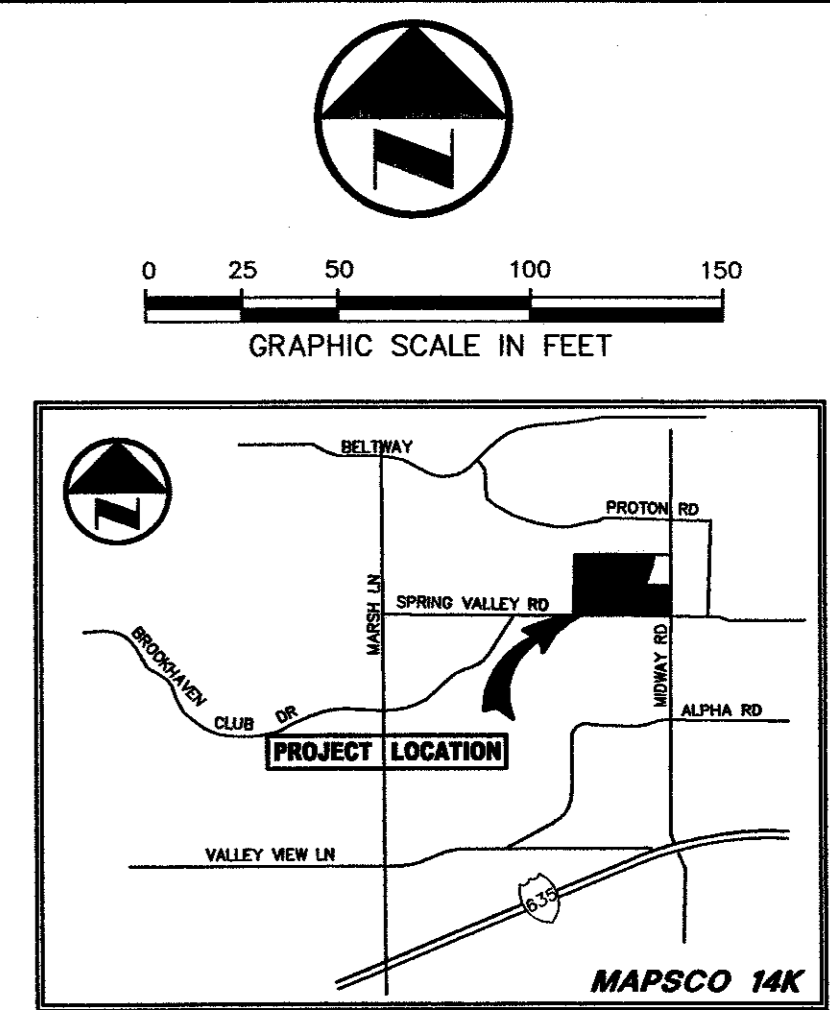 N
0 25 50 100 150
GRAPHIC SCALE IN FEET
N
BELTWAY
PROTON RD
MARSH LN
SPRING VALLEY RD
MIDWAY RD
BROOKHAVEN
CLUB DR
ALPHA RD
PROJECT LOCATION
VALLEY VIEW LN
635
MAPSCO 14K